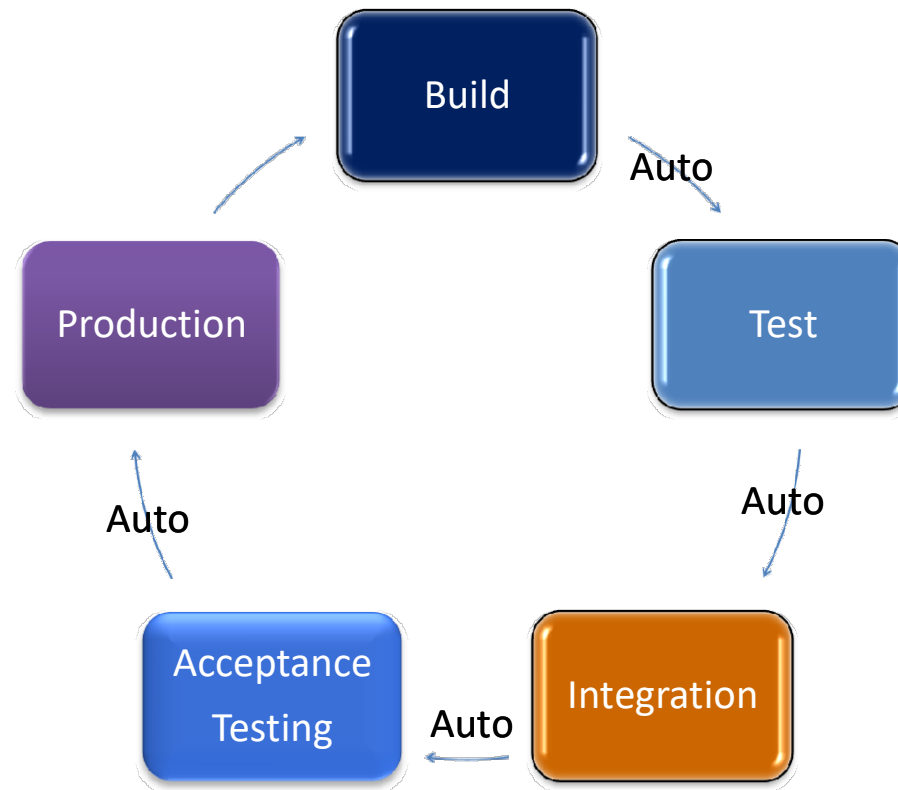 Build
Auto
Production
Test
Auto
Auto
Acceptance
Testing
Auto
Integration